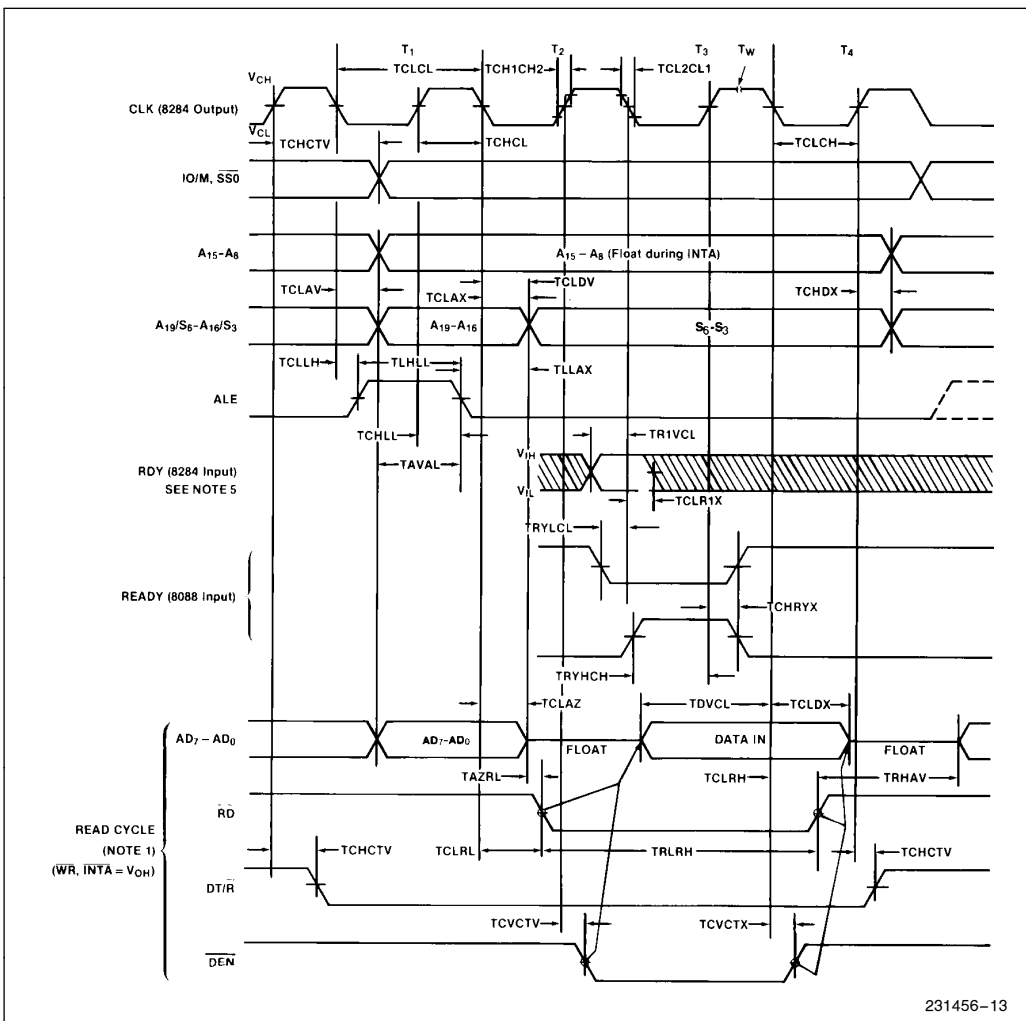 T1 T2 T3 TW T4
TCLCL TCH1CH2 TCL2CL1
VCH
CLK (8284 Output)
VCL
TCHCTV TCHCL TCLCH
IO/M, SS0
A15-A8 A15 – A8 (Float during INTA)
TCLDV
TCLAV TCLAX TCHDX
A19/S6-A16/S3 A19-A16 S6-S3
TCLLH TLHLL TLLAX
ALE
TCHLL TR1VCL
TAVAL
VIH
RDY (8284 Input)
SEE NOTE 5
VIL
TCLR1X
TRYLCL
READY (8088 Input)
TCHRYX
TRYHCH
TCLAZ TDVCL TCLDX
AD7 – AD0 AD7-AD0 FLOAT DATA IN FLOAT
TAZRL TCLRH TRHAV
RD
READ CYCLE
(NOTE 1)
(WR, INTA = VOH)
TCHCTV TCLRL TRLRH TCHCTV
DT/R
TCVCTV TCVCTX
DEN
231456–13